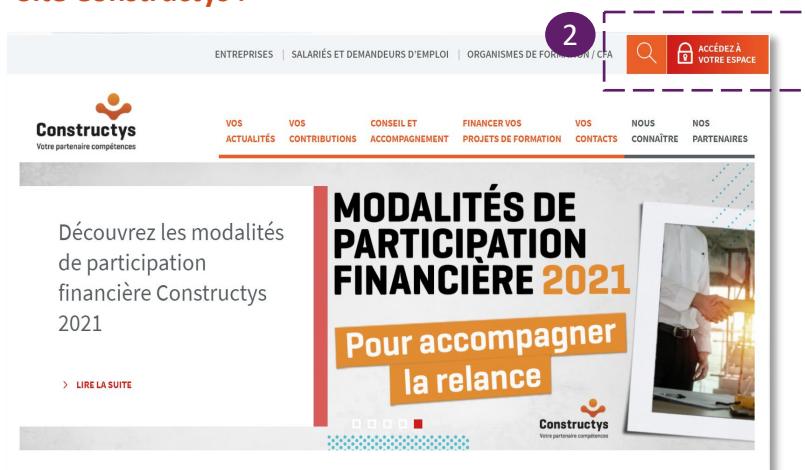 site Constructys :
2
ENTREPRISES | SALARIÉS ET DEMANDEURS D'EMPLOI | ORGANISMES DE FORMATION / CFA
ACCÉDEZ À
VOTRE ESPACE
Constructys
Votre partenaire compétences
VOS
ACTUALITÉS
VOS
CONTRIBUTIONS
CONSEIL ET
ACCOMPAGNEMENT
FINANCER VOS
PROJETS DE FORMATION
VOS
CONTACTS
NOUS
CONNAÎTRE
NOS
PARTENAIRES
Découvrez les modalités
de participation
financière Constructys
2021
> LIRE LA SUITE
MODALITÉS DE
PARTICIPATION
FINANCIÈRE 2021
Pour accompagner
la relance
Constructys
Votre partenaire compétences